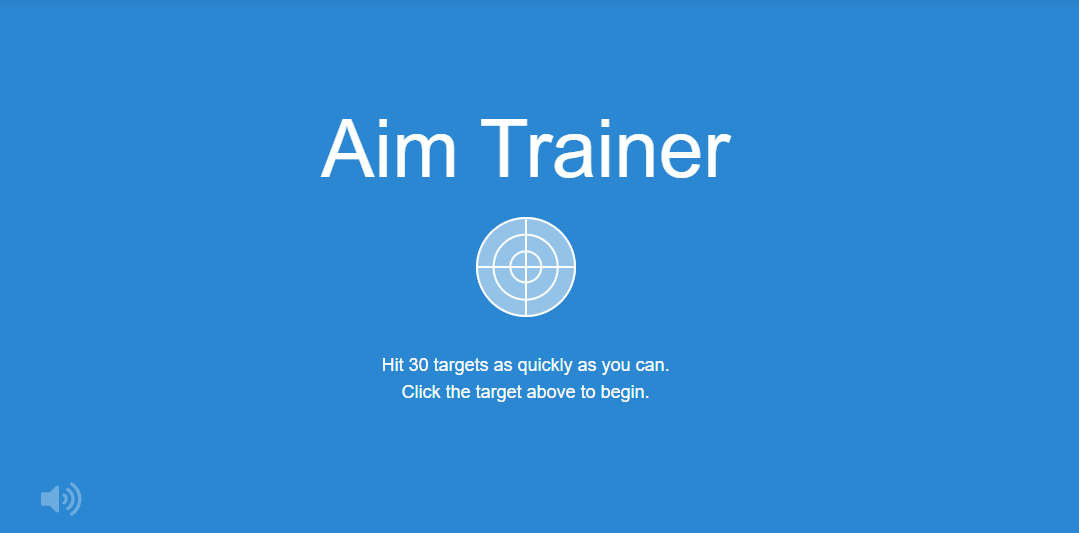 Aim Trainer
Hit 30 targets as quickly as you can.
Click the target above to begin.